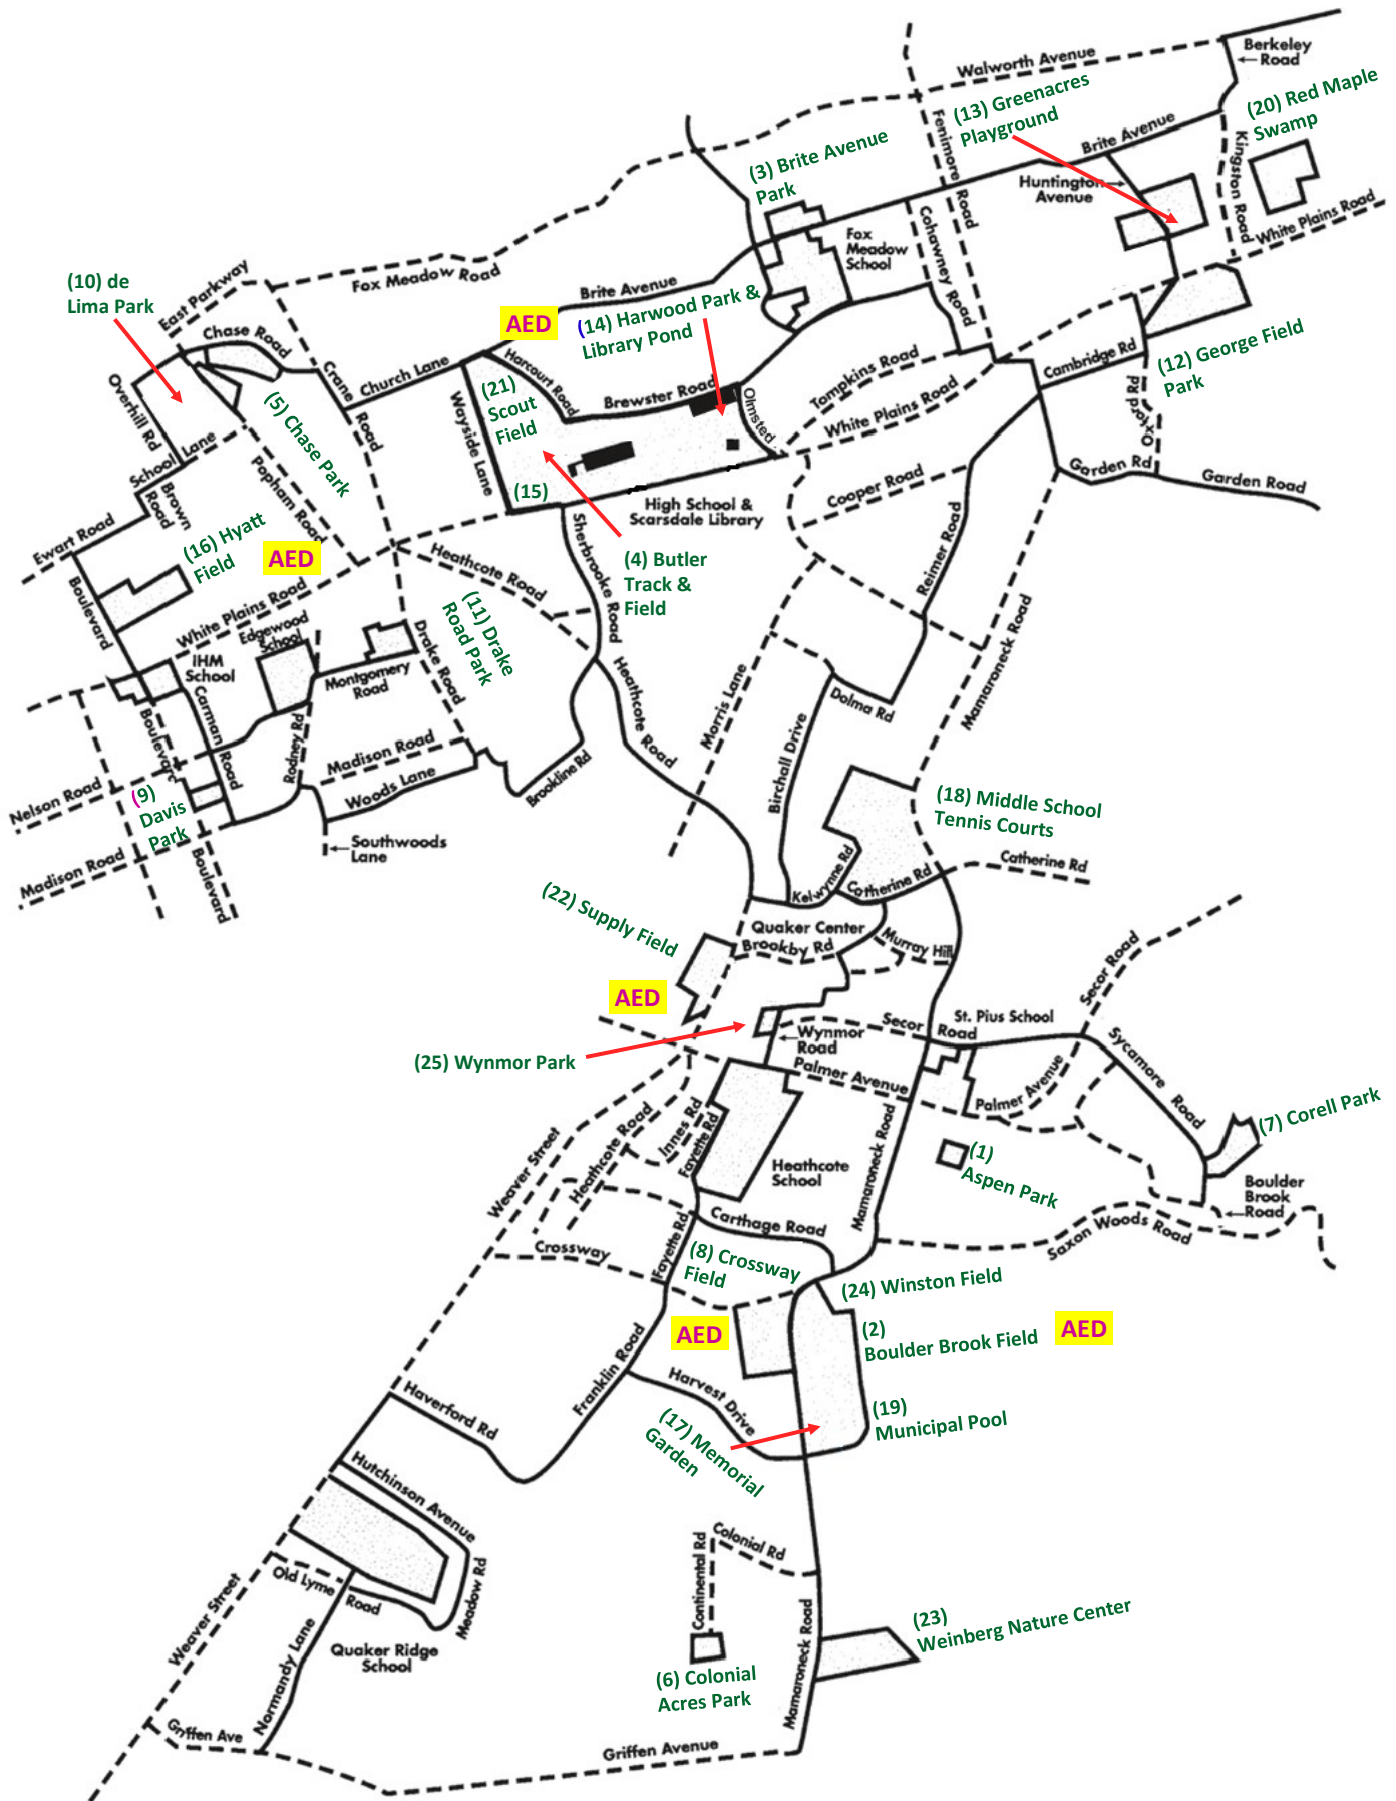 Berkeley
Road
Walworth Avenue
(13) Greenacres
Playground
(20) Red Maple
Swamp
Fenimore Road
Brite Avenue
Kingston Road
(3) Brite Avenue
Park
Huntington
Avenue
White Plains Road
Cohawney Road
Fox
Meadow
School
East Parkway
Fox Meadow Road
(10) de
Lima Park
Brite Avenue
AED
(14) Harwood Park &
Library Pond
Chase Road
Crane Road
Church Lane
Harcourt Road
Tompkins Road
Cambridge Rd
(12) George Field
Park
Overhill Rd
(5) Chase Park
Wayside Lane
(21)
Scout
Field
Brewster Road
Olmsted
White Plains Road
Oxford Rd
School Lane
Popham Road
Brown
Road
(15)
High School &
Scarsdale Library
Cooper Road
Garden Rd
Garden Road
Ewart Road
(16) Hyatt
Field
AED
Heathcote Road
Sherbrooke Road
(4) Butler
Track &
Field
Reimer Road
Boulevard
White Plains Road
Edgewood
School
(11) Drake
Road Park
Mamaroneck Road
IHM
School
Montgomery
Road
Drake Road
Heathcote Road
Morris Lane
Dolma Rd
Carman Road
Boulevard
Rodney Rd
Madison Road
Woods Lane
Brookline Rd
Birchall Drive
Nelson Road
(9)
Davis
Park
(18) Middle School
Tennis Courts
Southwoods
Lane
Madison Road
Boulevard
Kelwynne Rd
Catherine Rd
Catherine Rd
(22) Supply Field
Quaker Center
Brookby Rd
Murray Hill
Secor Road
AED
Secor Road
St. Pius School
Wynmor
Road
(25) Wynmor Park
Sycamore Road
Palmer Avenue
Palmer Avenue
Weaver Street
Heathcote Road
Innes Rd
Fayette Rd
Mamaroneck Road
(7) Corell Park
Heathcote
School
(1)
Aspen Park
Boulder
Brook
Road
Carthage Road
Saxon Woods Road
Crossway
Fayette Rd
(8) Crossway
Field
(24) Winston Field
AED
(2)
Boulder Brook Field
AED
Franklin Road
Haverford Rd
Harvest Drive
(17) Memorial
Garden
(19)
Municipal Pool
Hutchinson Avenue
Colonial Rd
Continental Rd
Old Lyme
Road
Meadow Rd
Weaver Street
Normandy Lane
Quaker Ridge
School
Mamaroneck Road
(23)
Weinberg Nature Center
(6) Colonial
Acres Park
Griffen Ave
Griffen Avenue